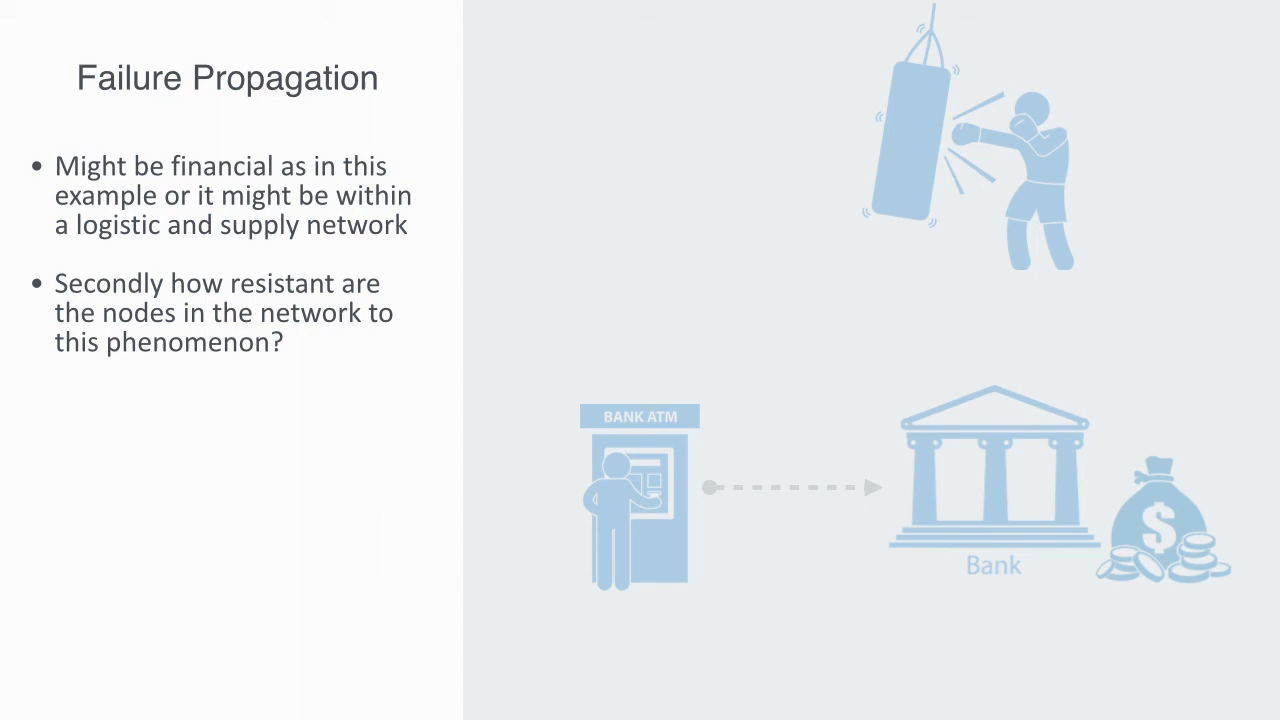 Failure Propagation
• Might be financial as in this
example or it might be within
a logistic and supply network
• Secondly how resistant are
the nodes in the network to
this phenomenon?
BANK ATM
$
Bank